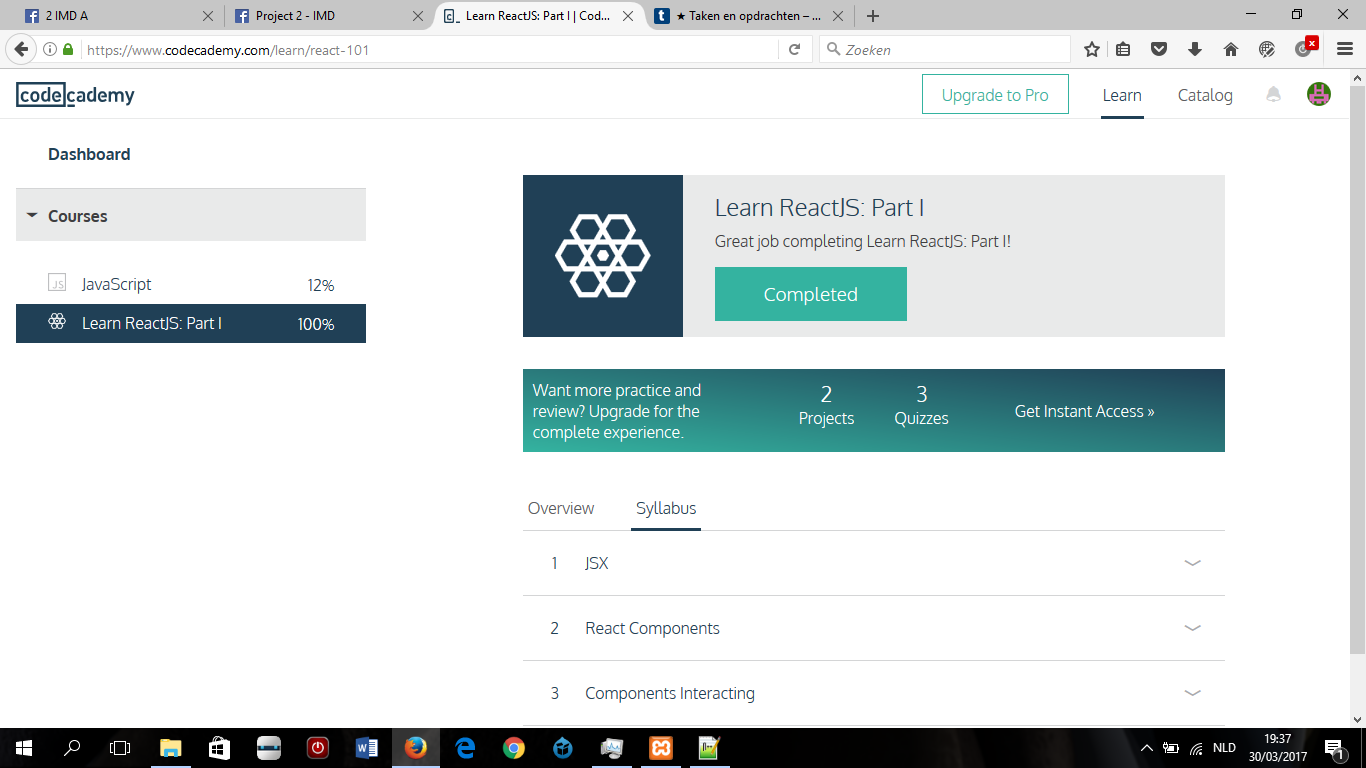 2 IMD A
Project 2 - IMD
Learn ReactJS: Part I | Cod...
★ Taken en opdrachten – ...
https://www.codecademy.com/learn/react-101
Zoeken
codecademy
Upgrade to Pro
Learn
Catalog
Dashboard
Courses
JS JavaScript 12%
Learn ReactJS: Part I 100%
Learn ReactJS: Part I
Great job completing Learn ReactJS: Part I!
Completed
Want more practice and
review? Upgrade for the
complete experience.
2
Projects
3
Quizzes
Get Instant Access »
Overview
Syllabus
1 JSX
2 React Components
3 Components Interacting
NLD
19:37
30/03/2017
1